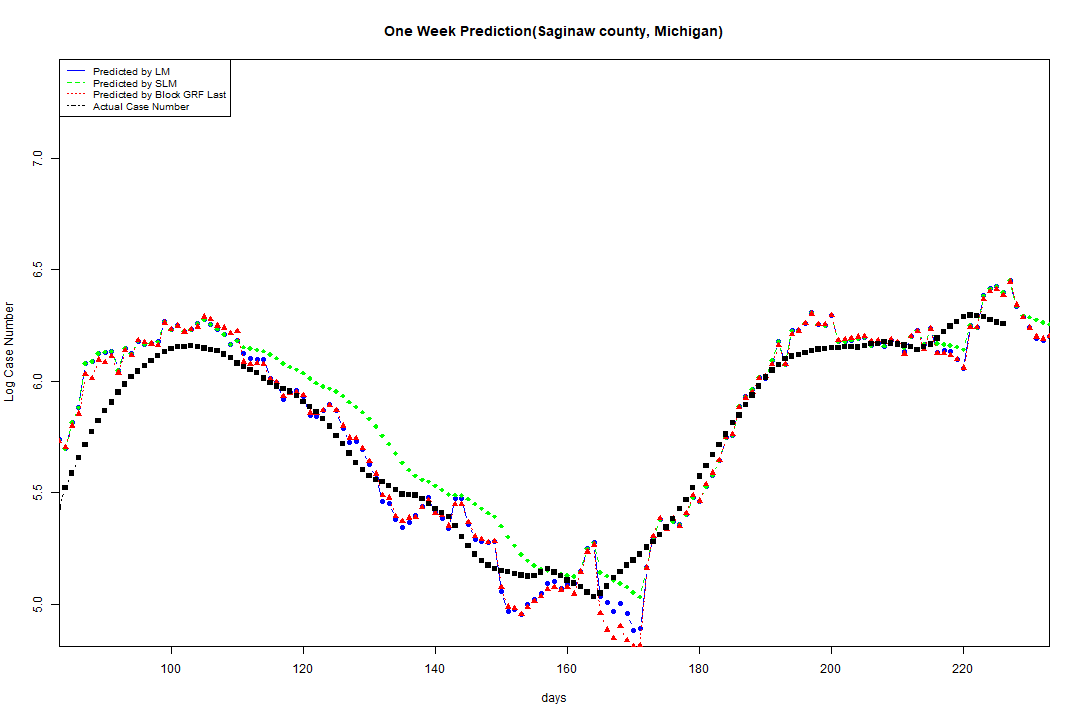 One Week Prediction(Saginaw county, Michigan)
Predicted by LM
Predicted by SLM
Predicted by Block GRF Last
Actual Case Number
Log Case Number
7.0
6.5
6.0
5.5
5.0
100 120 140 160 180 200 220
days